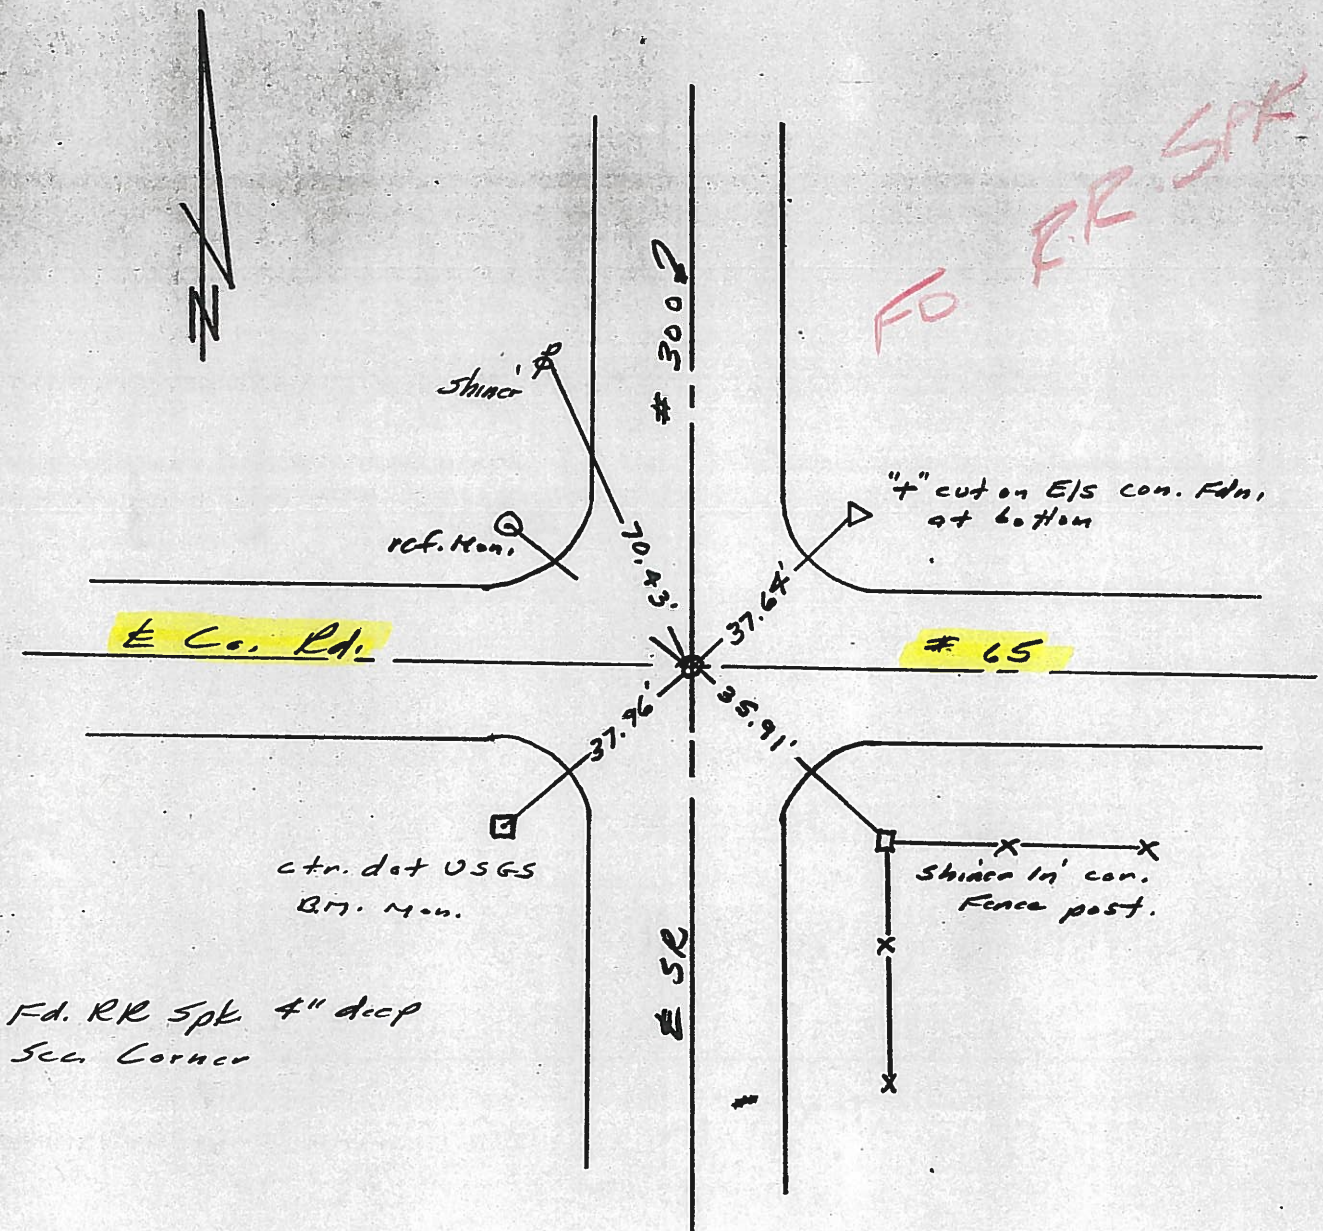 N
FD. RR SPK
# 300
shiner
ref. Mon.
70.43'
"+" cut on E/s con. Fdn.
at bottom
37.64'
℄ Co. Rd.
# 65
37.96'
35.91'
ctr. dot USGS
B.M. Mon.
shiner in cor.
Fence post.
℄ SR
Fd. RR Spk 4" deep
Sec. Corner